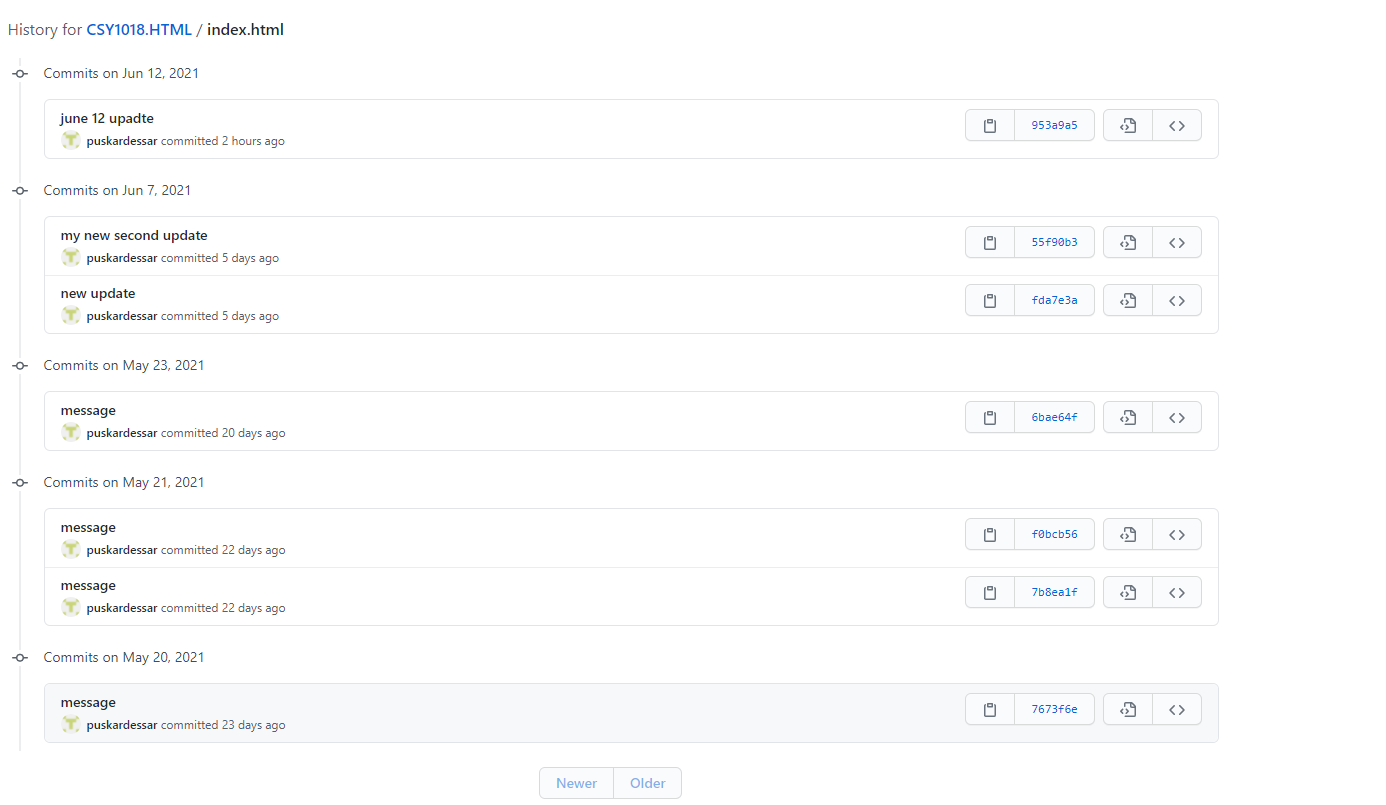 History for CSY1018.HTML / index.html
Commits on Jun 12, 2021
june 12 upadte
953a9a5
puskardessar committed 2 hours ago
Commits on Jun 7, 2021
my new second update
55f90b3
puskardessar committed 5 days ago
new update
fda7e3a
puskardessar committed 5 days ago
Commits on May 23, 2021
message
6bae64f
puskardessar committed 20 days ago
Commits on May 21, 2021
message
f0bcb56
puskardessar committed 22 days ago
message
7b8ea1f
puskardessar committed 22 days ago
Commits on May 20, 2021
message
7673f6e
puskardessar committed 23 days ago
Newer Older